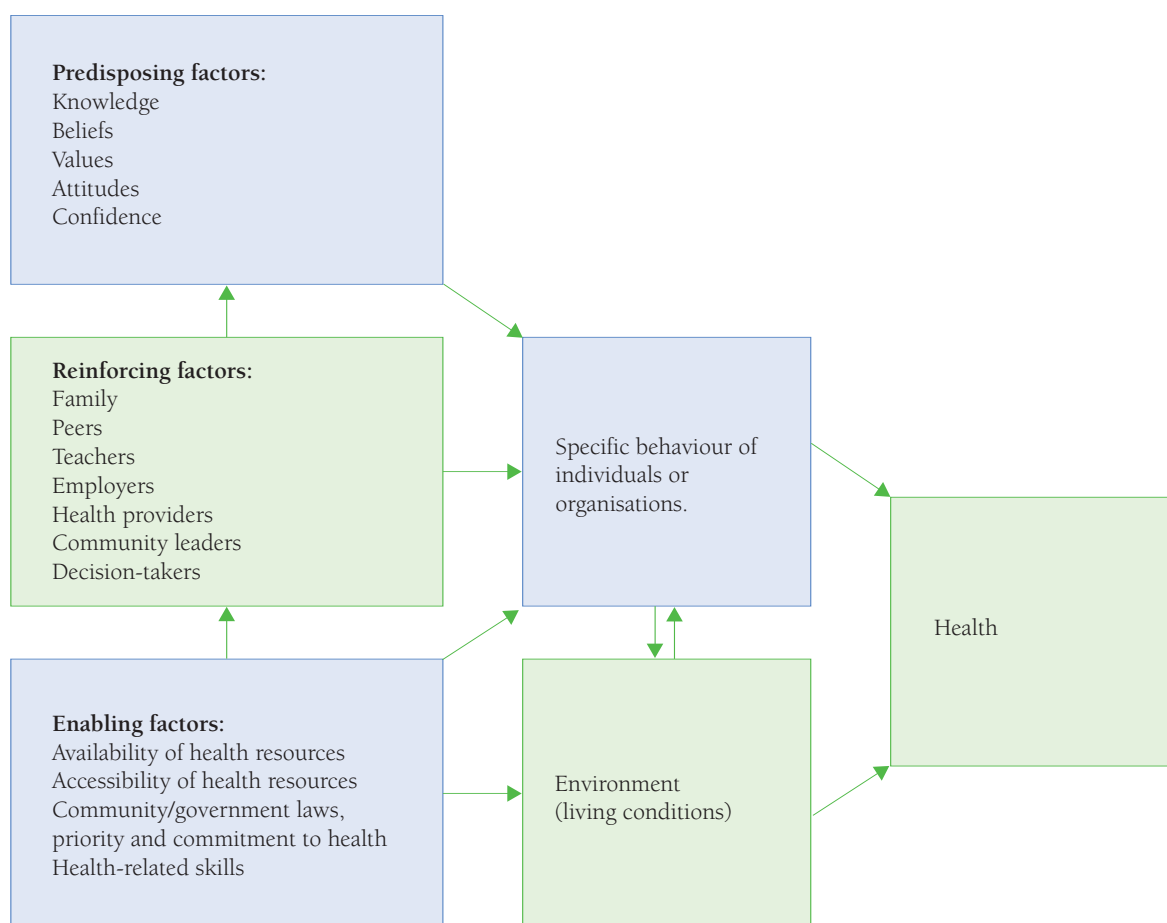 Predisposing factors:
Knowledge
Beliefs
Values
Attitudes
Confidence
Reinforcing factors:
Family
Peers
Teachers
Employers
Health providers
Community leaders
Decision-takers
Enabling factors:
Availability of health resources
Accessibility of health resources
Community/government laws,
priority and commitment to health
Health-related skills
Specific behaviour of
individuals or
organisations.
Environment
(living conditions)
Health